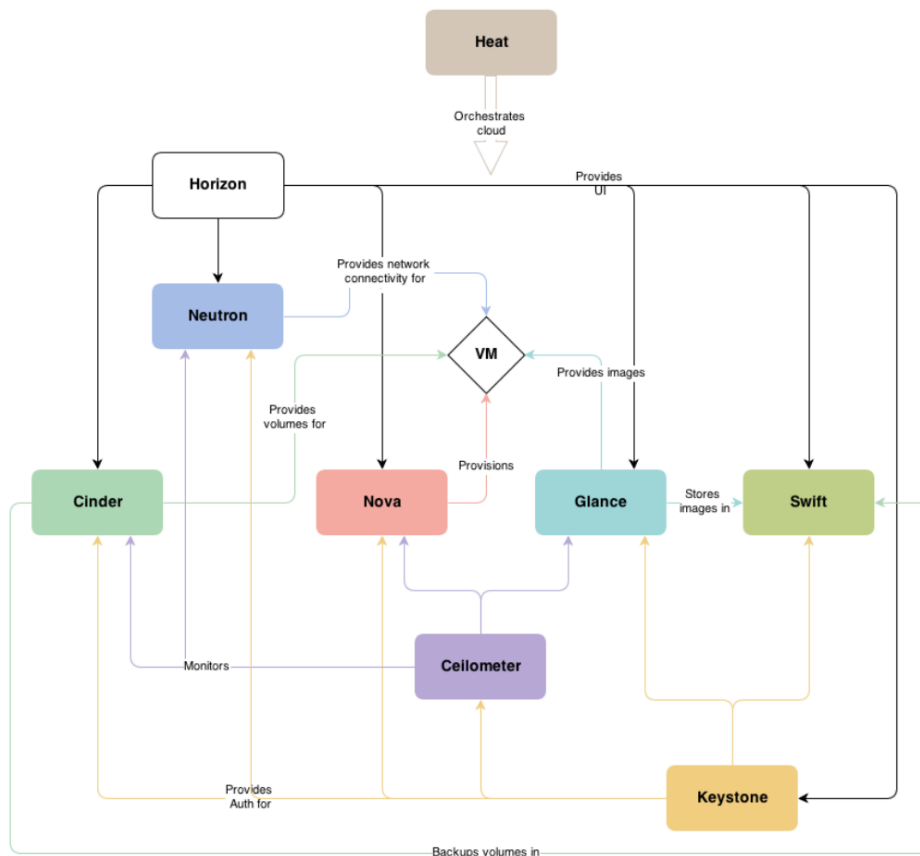 Heat
Orchestrates
cloud
Horizon
Provides
UI
Provides network
connectivity for
Neutron
VM
Provides images
Provides
volumes for
Provisions
Cinder
Nova
Glance
Stores
images in
Swift
Monitors
Ceilometer
Provides
Auth for
Keystone
Backups volumes in